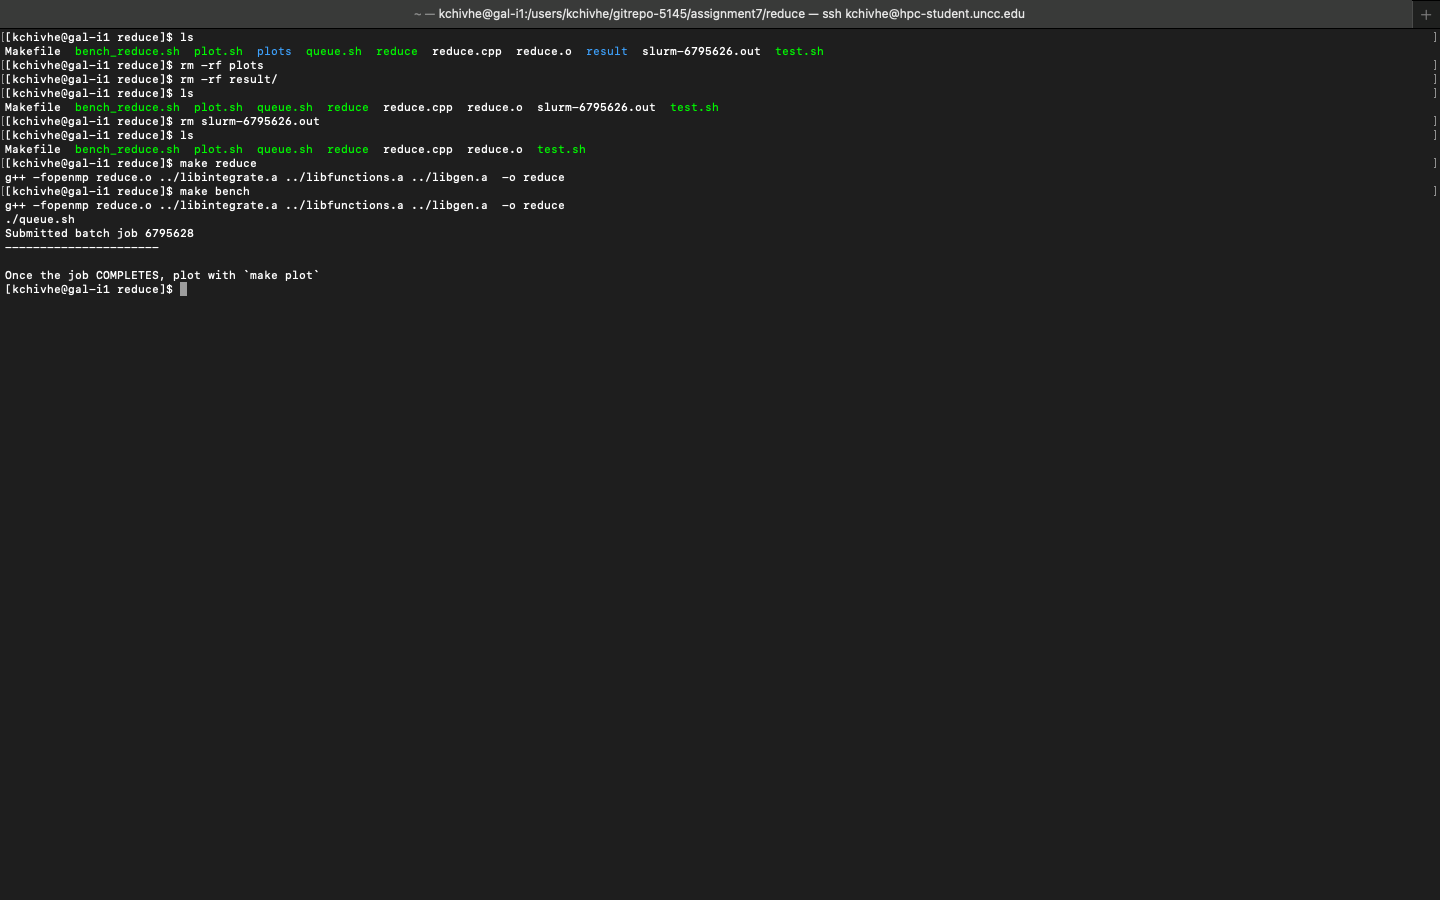 ~ — kchivhe@gal-i1:/users/kchivhe/gitrepo-5145/assignment7/reduce — ssh kchivhe@hpc-student.uncc.edu +
[[kchivhe@gal-i1 reduce]$ ls ]
Makefile bench_reduce.sh plot.sh plots queue.sh reduce reduce.cpp reduce.o result slurm-6795626.out test.sh
[[kchivhe@gal-i1 reduce]$ rm -rf plots ]
[[kchivhe@gal-i1 reduce]$ rm -rf result/ ]
[[kchivhe@gal-i1 reduce]$ ls ]
Makefile bench_reduce.sh plot.sh queue.sh reduce reduce.cpp reduce.o slurm-6795626.out test.sh
[[kchivhe@gal-i1 reduce]$ rm slurm-6795626.out ]
[[kchivhe@gal-i1 reduce]$ ls ]
Makefile bench_reduce.sh plot.sh queue.sh reduce reduce.cpp reduce.o test.sh
[[kchivhe@gal-i1 reduce]$ make reduce ]
g++ -fopenmp reduce.o ../libintegrate.a ../libfunctions.a ../libgen.a -o reduce
[[kchivhe@gal-i1 reduce]$ make bench ]
g++ -fopenmp reduce.o ../libintegrate.a ../libfunctions.a ../libgen.a -o reduce
./queue.sh
Submitted batch job 6795628
----------------------
Once the job COMPLETES, plot with `make plot`
[kchivhe@gal-i1 reduce]$